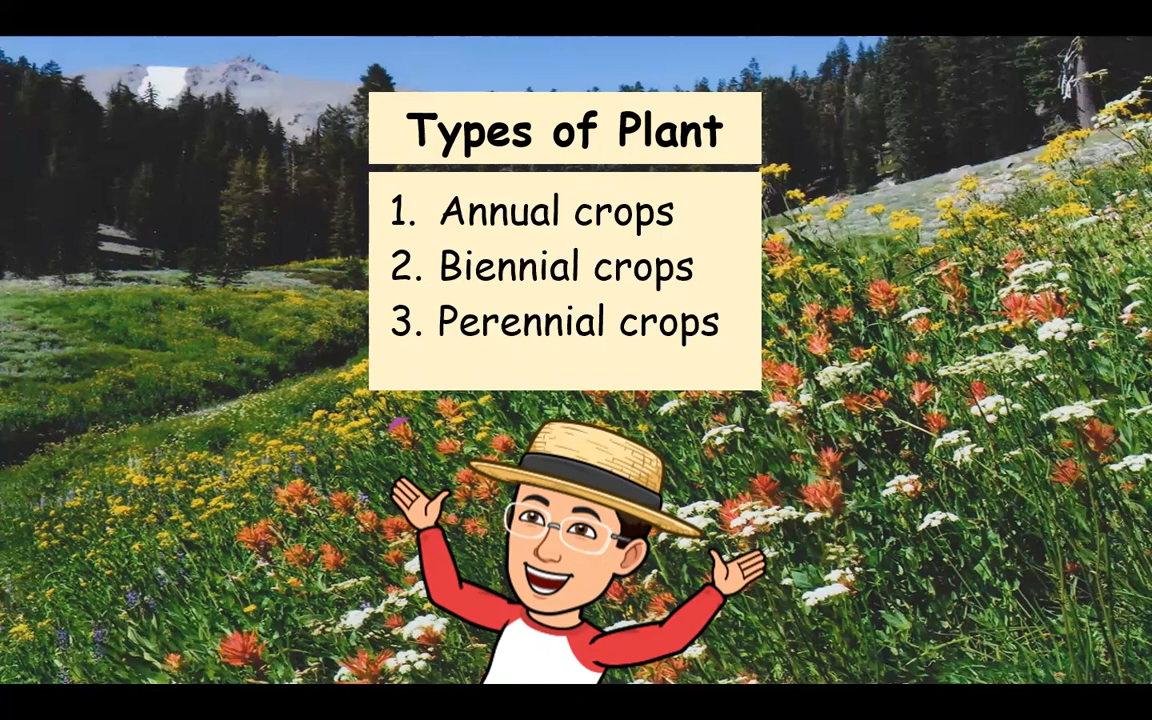 Types of Plant
1. Annual crops
2. Biennial crops
3. Perennial crops